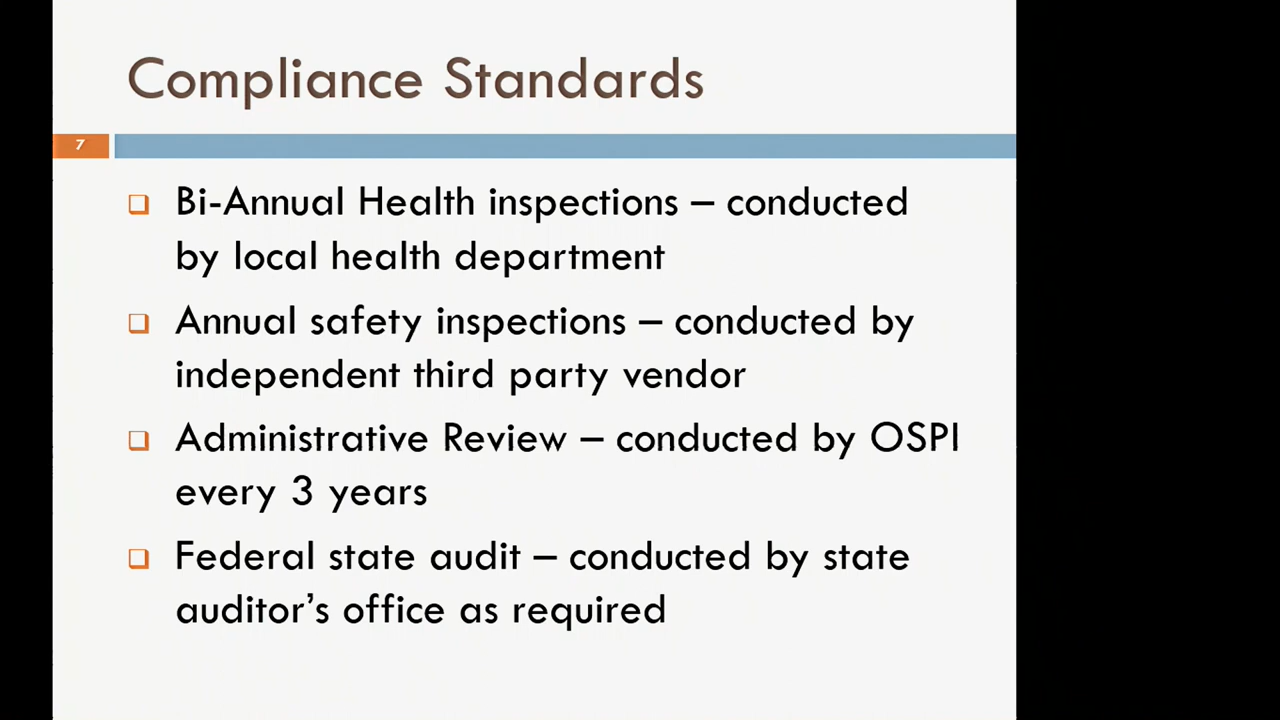 Compliance Standards
7
Bi-Annual Health inspections – conducted
by local health department
Annual safety inspections – conducted by
independent third party vendor
Administrative Review – conducted by OSPI
every 3 years
Federal state audit – conducted by state
auditor’s office as required